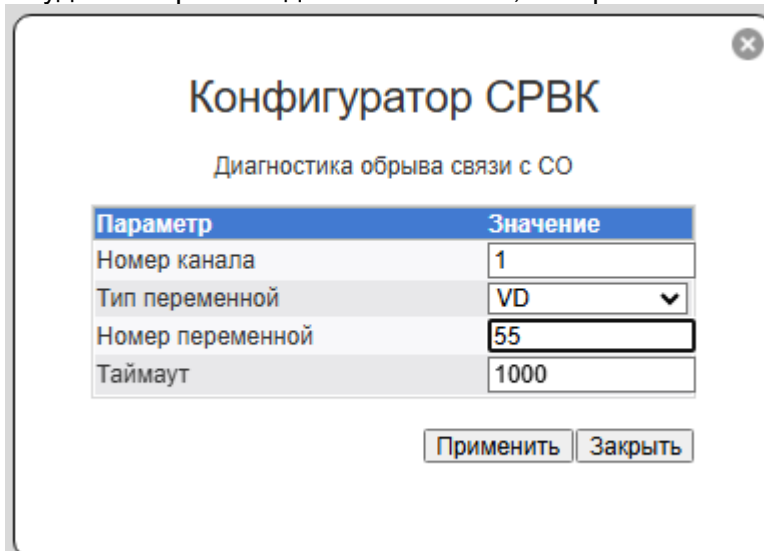 Конфигуратор СРВК
Диагностика обрыва связи с СО
Параметр Значение
Номер канала 1
Тип переменной VD
Номер переменной 55
Таймаут 1000
Применить Закрыть